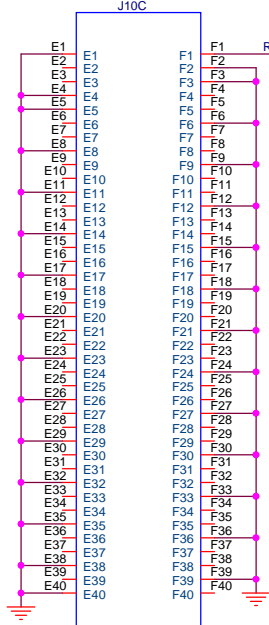 J10C
E1 E1 F1 F1 R
E2 E2 F2 F2
E3 E3 F3 F3
E4 E4 F4 F4
E5 E5 F5 F5
E6 E6 F6 F6
E7 E7 F7 F7
E8 E8 F8 F8
E9 E9 F9 F9
E10 E10 F10 F10
E11 E11 F11 F11
E12 E12 F12 F12
E13 E13 F13 F13
E14 E14 F14 F14
E15 E15 F15 F15
E16 E16 F16 F16
E17 E17 F17 F17
E18 E18 F18 F18
E19 E19 F19 F19
E20 E20 F20 F20
E21 E21 F21 F21
E22 E22 F22 F22
E23 E23 F23 F23
E24 E24 F24 F24
E25 E25 F25 F25
E26 E26 F26 F26
E27 E27 F27 F27
E28 E28 F28 F28
E29 E29 F29 F29
E30 E30 F30 F30
E31 E31 F31 F31
E32 E32 F32 F32
E33 E33 F33 F33
E34 E34 F34 F34
E35 E35 F35 F35
E36 E36 F36 F36
E37 E37 F37 F37
E38 E38 F38 F38
E39 E39 F39 F39
E40 E40 F40 F40